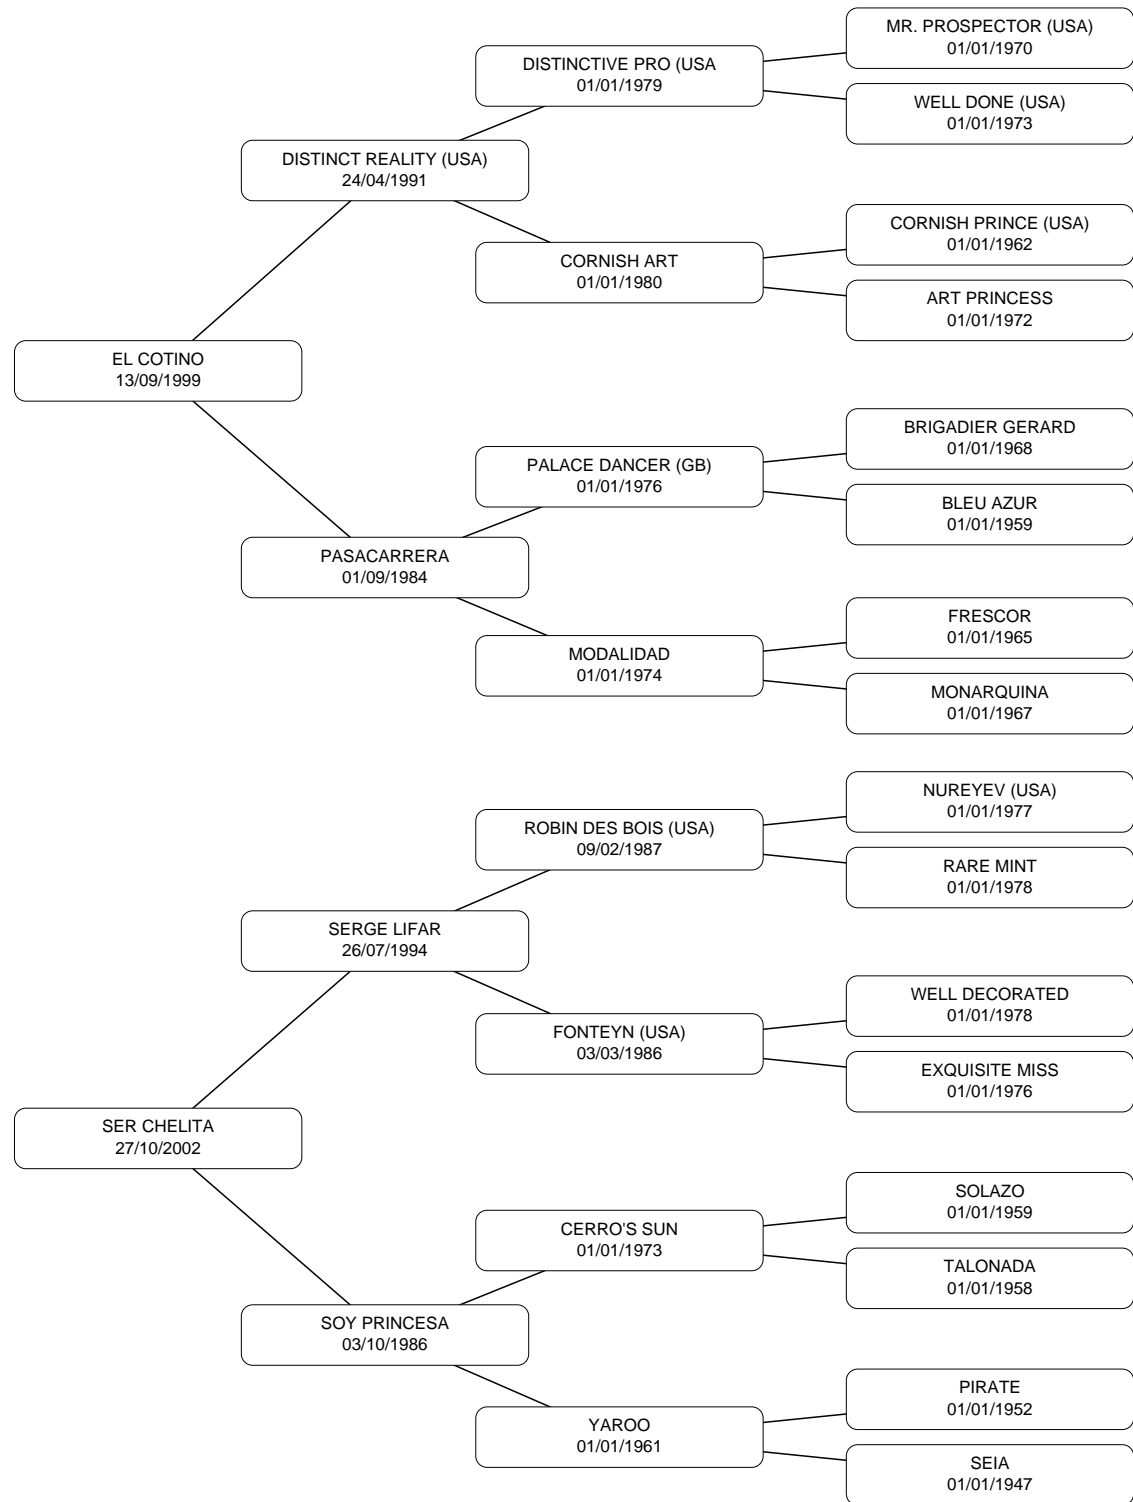 MR. PROSPECTOR (USA)
01/01/1970
DISTINCTIVE PRO (USA
01/01/1979
WELL DONE (USA)
01/01/1973
DISTINCT REALITY (USA)
24/04/1991
CORNISH PRINCE (USA)
01/01/1962
CORNISH ART
01/01/1980
ART PRINCESS
01/01/1972
EL COTINO
13/09/1999
BRIGADIER GERARD
01/01/1968
PALACE DANCER (GB)
01/01/1976
BLEU AZUR
01/01/1959
PASACARRERA
01/09/1984
FRESCOR
01/01/1965
MODALIDAD
01/01/1974
MONARQUINA
01/01/1967
NUREYEV (USA)
01/01/1977
ROBIN DES BOIS (USA)
09/02/1987
RARE MINT
01/01/1978
SERGE LIFAR
26/07/1994
WELL DECORATED
01/01/1978
FONTEYN (USA)
03/03/1986
EXQUISITE MISS
01/01/1976
SER CHELITA
27/10/2002
SOLAZO
01/01/1959
CERRO'S SUN
01/01/1973
TALONADA
01/01/1958
SOY PRINCESA
03/10/1986
PIRATE
01/01/1952
YAROO
01/01/1961
SEIA
01/01/1947